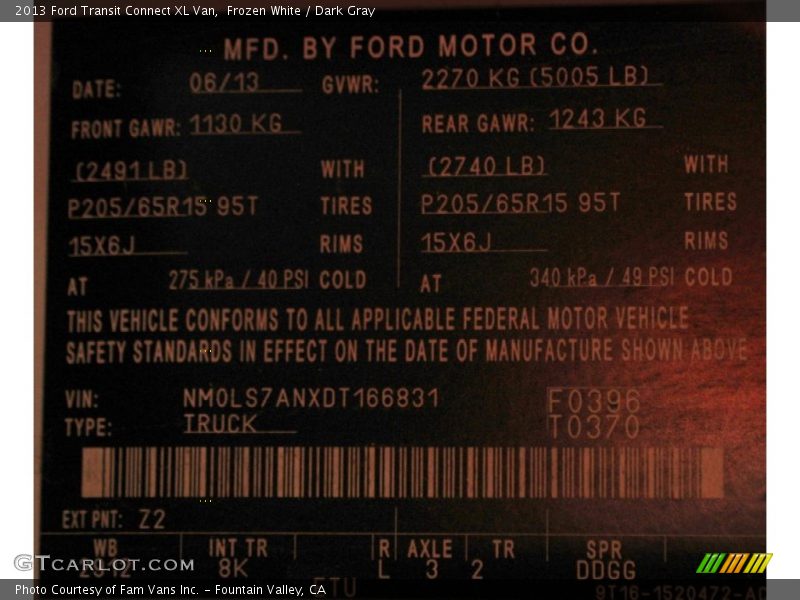 2013 Ford Transit Connect XL Van, Frozen White / Dark Gray
MFD. BY FORD MOTOR CO.
DATE: 06/13 GVWR: 2270 KG (5005 LB)
FRONT GAWR: 1130 KG REAR GAWR: 1243 KG
(2491 LB) WITH (2740 LB) WITH
P205/65R15 95T TIRES P205/65R15 95T TIRES
15X6J RIMS 15X6J RIMS
AT 275 kPa / 40 PSI COLD AT 340 kPa / 49 PSI COLD
THIS VEHICLE CONFORMS TO ALL APPLICABLE FEDERAL MOTOR VEHICLE
SAFETY STANDARDS IN EFFECT ON THE DATE OF MANUFACTURE SHOWN ABOVE
VIN: NM0LS7ANXDT166831 F0396
TYPE: TRUCK T0370
EXT PNT: Z2
WB INT TR R AXLE TR SPR
8K L 3 2 DDGG
GTCARLOT.COM
Photo Courtesy of Fam Vans Inc. - Fountain Valley, CA